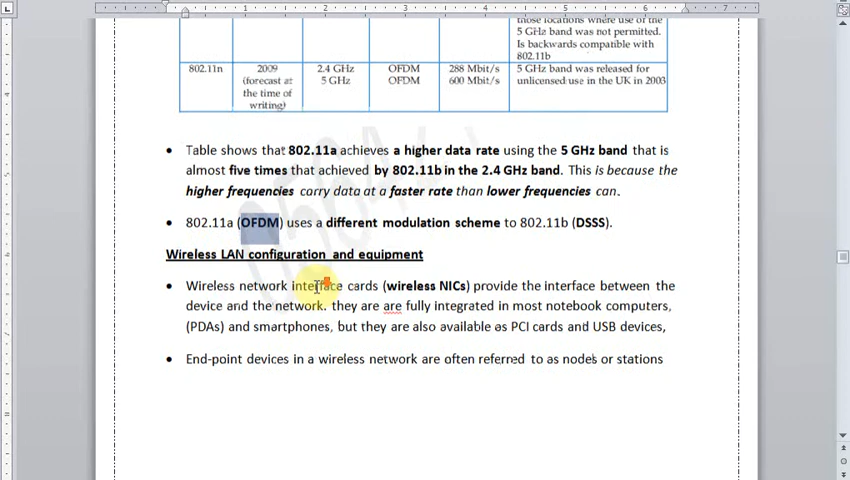 1 2 3 4 5 6 7
those locations where use of the
5 GHz band was not permitted.
Is backwards compatible with
802.11b
802.11n 2009 2.4 GHz OFDM 288 Mbit/s 5 GHz band was released for
(forecast at 5 GHz OFDM 600 Mbit/s unlicensed use in the UK in 2003
the time of
writing)
• Table shows that 802.11a achieves a higher data rate using the 5 GHz band that is
almost five times that achieved by 802.11b in the 2.4 GHz band. This is because the
higher frequencies carry data at a faster rate than lower frequencies can.
• 802.11a (OFDM) uses a different modulation scheme to 802.11b (DSSS).
Wireless LAN configuration and equipment
• Wireless network interface cards (wireless NICs) provide the interface between the
device and the network. they are are fully integrated in most notebook computers,
(PDAs) and smartphones, but they are also available as PCI cards and USB devices,
• End-point devices in a wireless network are often referred to as nodes or stations